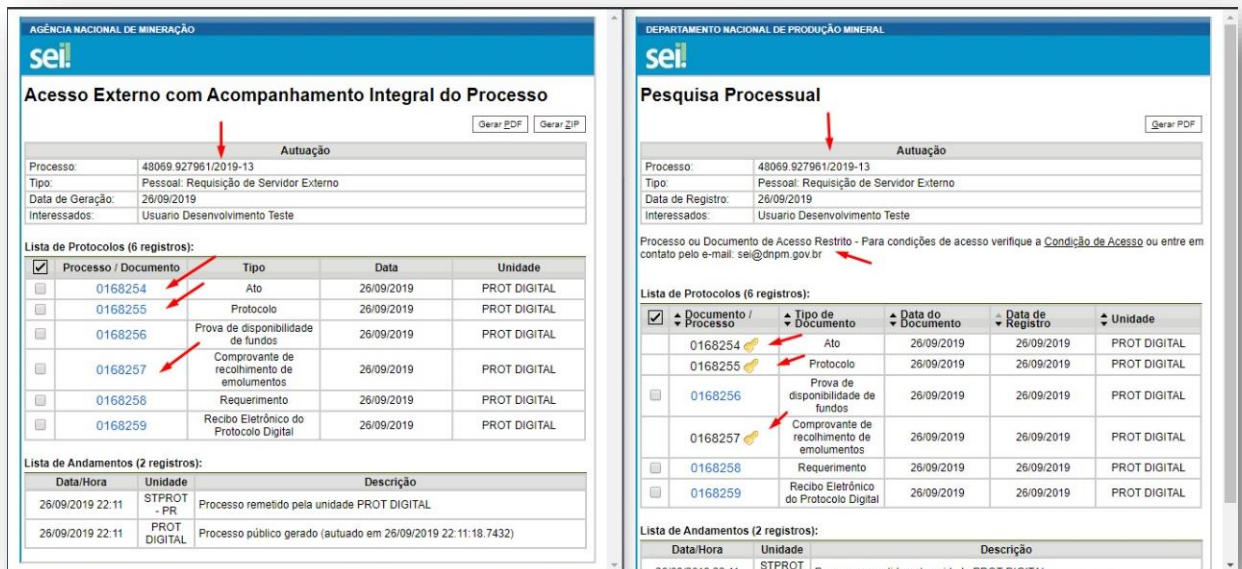 AGÊNCIA NACIONAL DE MINERAÇÃO
sei!
Acesso Externo com Acompanhamento Integral do Processo
Gerar PDF Gerar ZIP
Autuação
Processo: 48069.927961/2019-13
Tipo: Pessoal: Requisição de Servidor Externo
Data de Geração: 26/09/2019
Interessados: Usuario Desenvolvimento Teste
Lista de Protocolos (6 registros):
Processo / Documento Tipo Data Unidade
0168254 Ato 26/09/2019 PROT DIGITAL
0168255 Protocolo 26/09/2019 PROT DIGITAL
0168256 Prova de disponibilidade
de fundos 26/09/2019 PROT DIGITAL
0168257 Comprovante de
recolhimento de
emolumentos 26/09/2019 PROT DIGITAL
0168258 Requerimento 26/09/2019 PROT DIGITAL
0168259 Recibo Eletrônico do
Protocolo Digital 26/09/2019 PROT DIGITAL
Lista de Andamentos (2 registros):
Data/Hora Unidade Descrição
26/09/2019 22:11 STPROT
- PR Processo remetido pela unidade PROT DIGITAL
26/09/2019 22:11 PROT
DIGITAL Processo público gerado (autuado em 26/09/2019 22:11:18.7432)
DEPARTAMENTO NACIONAL DE PRODUÇÃO MINERAL
sei!
Pesquisa Processual
Gerar PDF
Autuação
Processo: 48069.927961/2019-13
Tipo: Pessoal: Requisição de Servidor Externo
Data de Registro: 26/09/2019
Interessados: Usuario Desenvolvimento Teste
Processo ou Documento de Acesso Restrito - Para condições de acesso verifique a Condição de Acesso ou entre em
contato pelo e-mail: sei@dnpm.gov.br
Lista de Protocolos (6 registros):
Documento /
Processo Tipo de
Documento Data do
Documento Data de
Registro Unidade
0168254 Ato 26/09/2019 26/09/2019 PROT DIGITAL
0168255 Protocolo 26/09/2019 26/09/2019 PROT DIGITAL
0168256 Prova de
disponibilidade de
fundos 26/09/2019 26/09/2019 PROT DIGITAL
0168257 Comprovante de
recolhimento de
emolumentos 26/09/2019 26/09/2019 PROT DIGITAL
0168258 Requerimento 26/09/2019 26/09/2019 PROT DIGITAL
0168259 Recibo Eletrônico
do Protocolo Digital 26/09/2019 26/09/2019 PROT DIGITAL
Lista de Andamentos (2 registros):
Data/Hora Unidade Descrição
STPROT